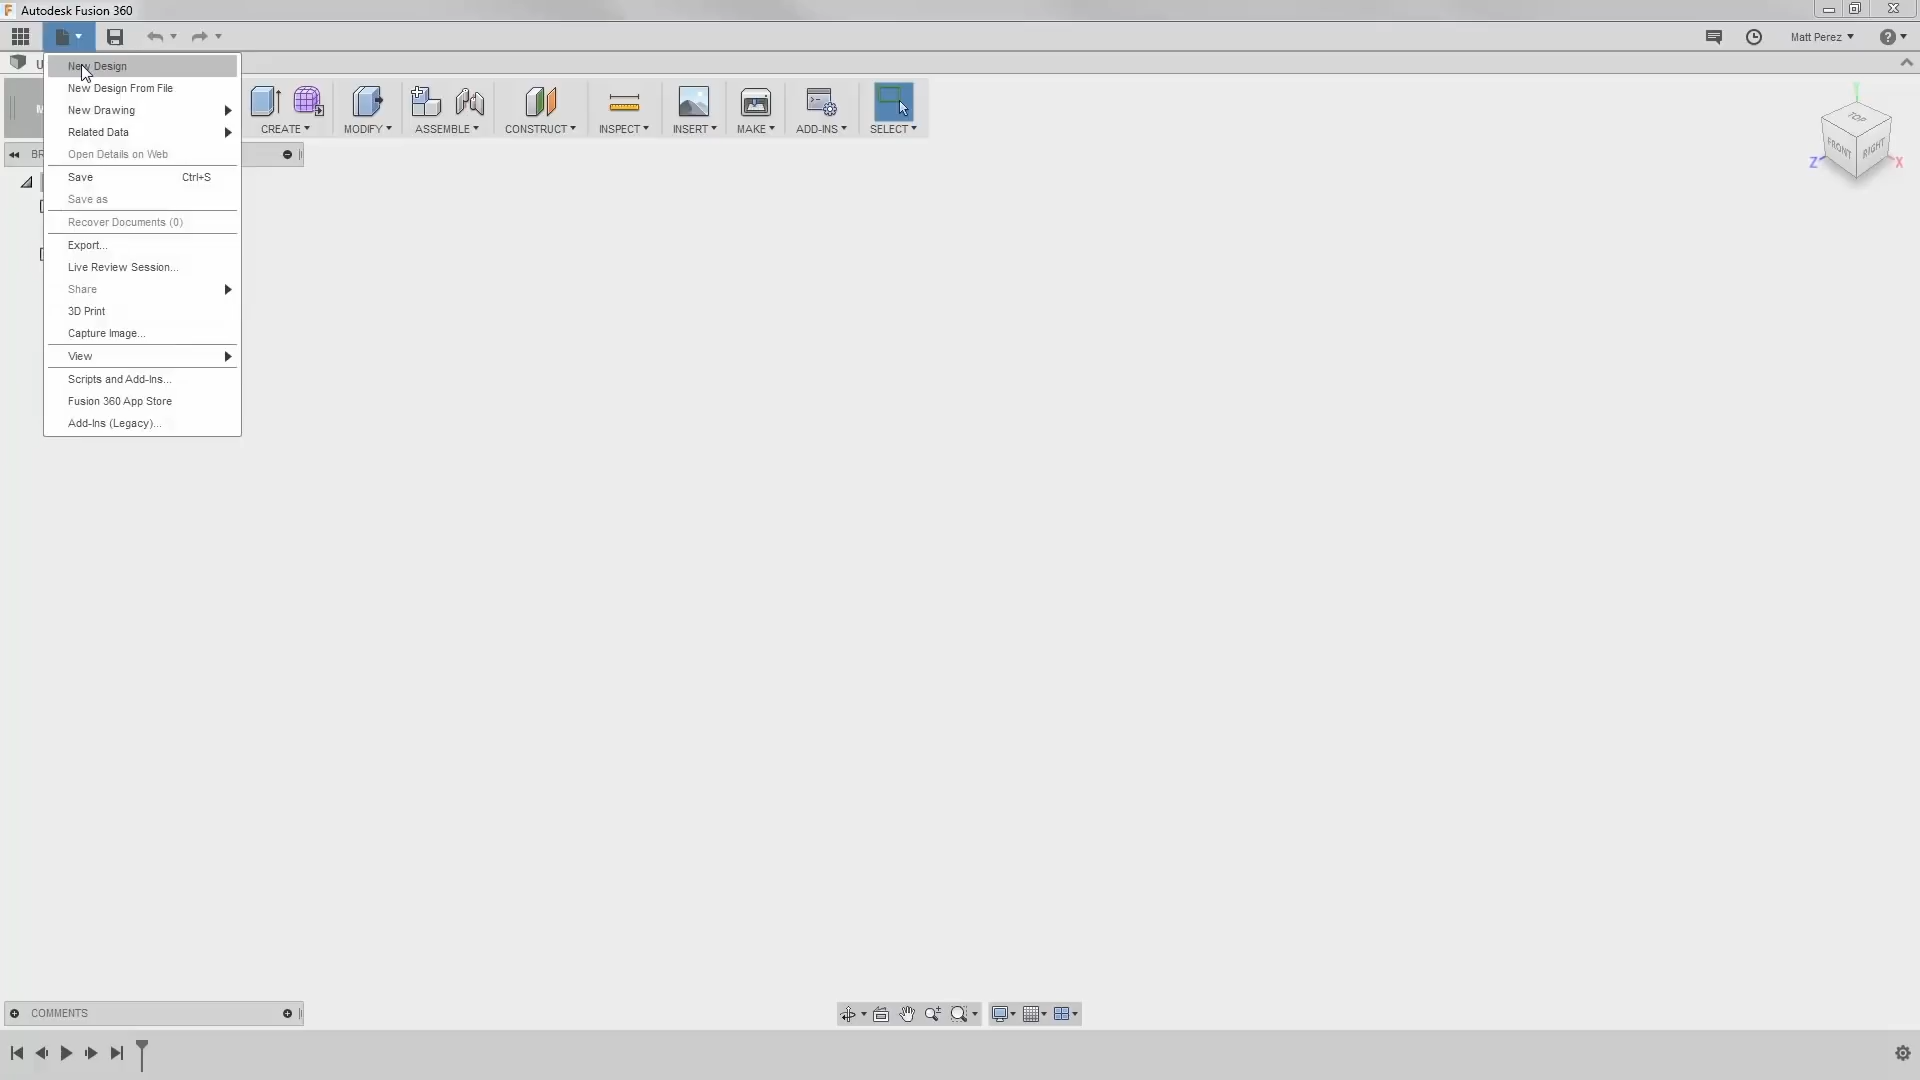 Autodesk Fusion 360
Matt Perez
U
New Design
New Design From File
New Drawing
Related Data
Open Details on Web
Save Ctrl+S
Save as
Recover Documents (0)
Export...
Live Review Session...
Share
3D Print
Capture Image...
View
Scripts and Add-Ins...
Fusion 360 App Store
Add-Ins (Legacy)...
M
CREATE MODIFY ASSEMBLE CONSTRUCT INSPECT INSERT MAKE ADD-INS SELECT
BR
TOP
FRONT RIGHT
Y
Z X
COMMENTS